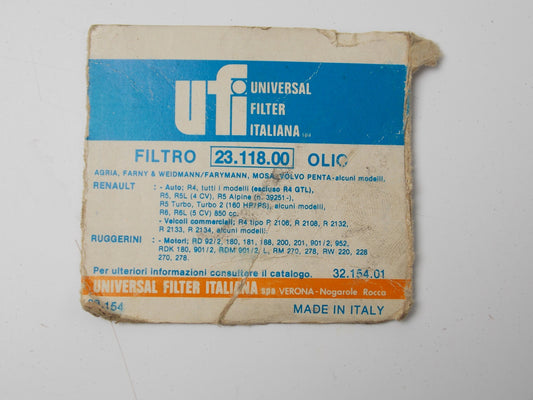 ufi UNIVERSAL
FILTER
ITALIANA spa
FILTRO 23.118.00 OLIO
AGRIA, FARNY & WEIDMANN/FARYMANN, MOSA, VOLVO PENTA-alcuni modelli.
RENAULT : - Auto; R4, tutti i modelli (escluso R4 GTL),
R5, R5L (4 CV), R5 Alpine (n. 39251-),
R5 Turbo, Turbo 2 (160 HP/PS), alcuni modelli,
R6, R6L (5 CV) 850 cc.
- Veicoli commerciali; R4 tipo R 2106, R 2108, R 2132,
R 2133, R 2134, alcuni modelli.
RUGGERINI : - Motori; RD 92/2, 180, 181, 188, 200, 201, 901/2, 952,
RDK 180, 901/2, RDM 901/2, L, RM 270, 278, RW 220, 228
270, 278.
Per ulteriori informazioni consultare il catalogo. 32.154.01
UNIVERSAL FILTER ITALIANA spa VERONA-Nogarole Rocca
MADE IN ITALY